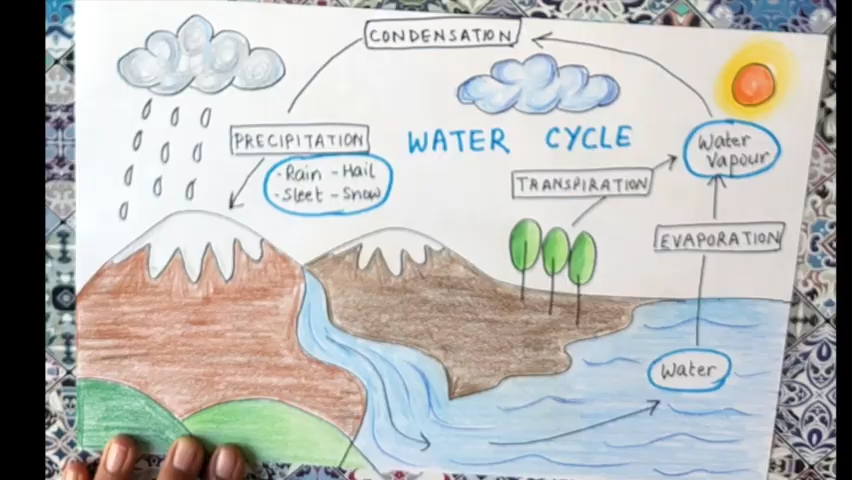 CONDENSATION
PRECIPITATION
- Rain - Hail
- Sleet - Snow
WATER CYCLE
TRANSPIRATION
Water
Vapour
EVAPORATION
Water